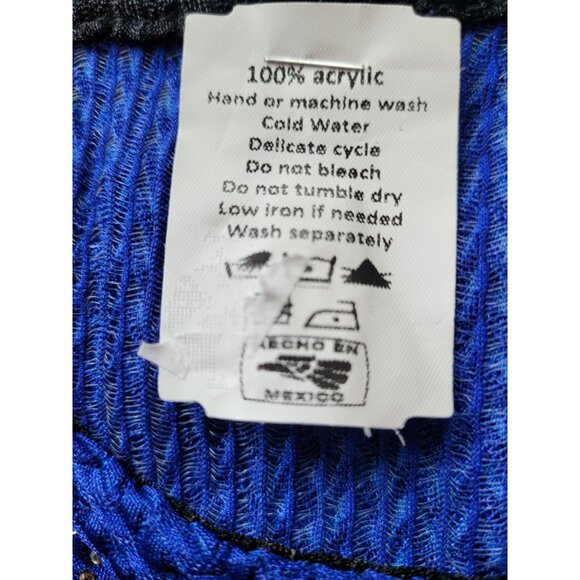 100% acrylic
Hand or machine wash
Cold Water
Delicate cycle
Do not bleach
Do not tumble dry
Low iron if needed
Wash separately
HECHO EN
MEXICO